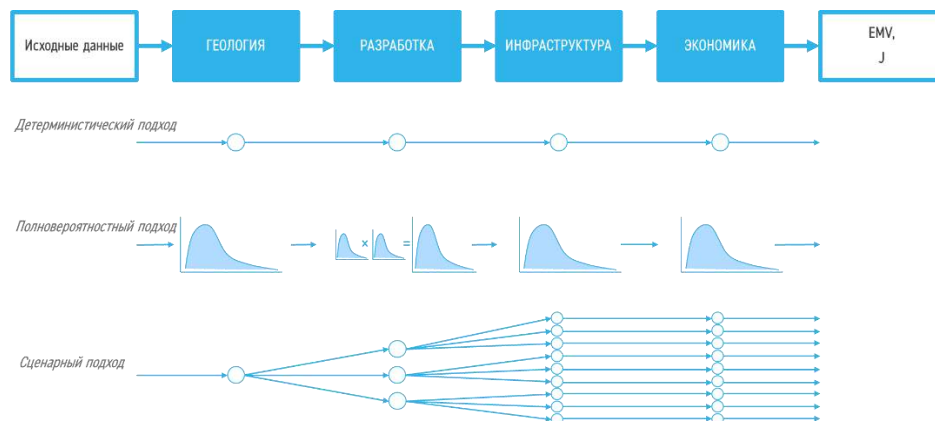 Исходные данные
ГЕОЛОГИЯ
РАЗРАБОТКА
ИНФРАСТРУКТУРА
ЭКОНОМИКА
EMV,
J
Детерминистический подход
Полновероятностный подход
× =
Сценарный подход